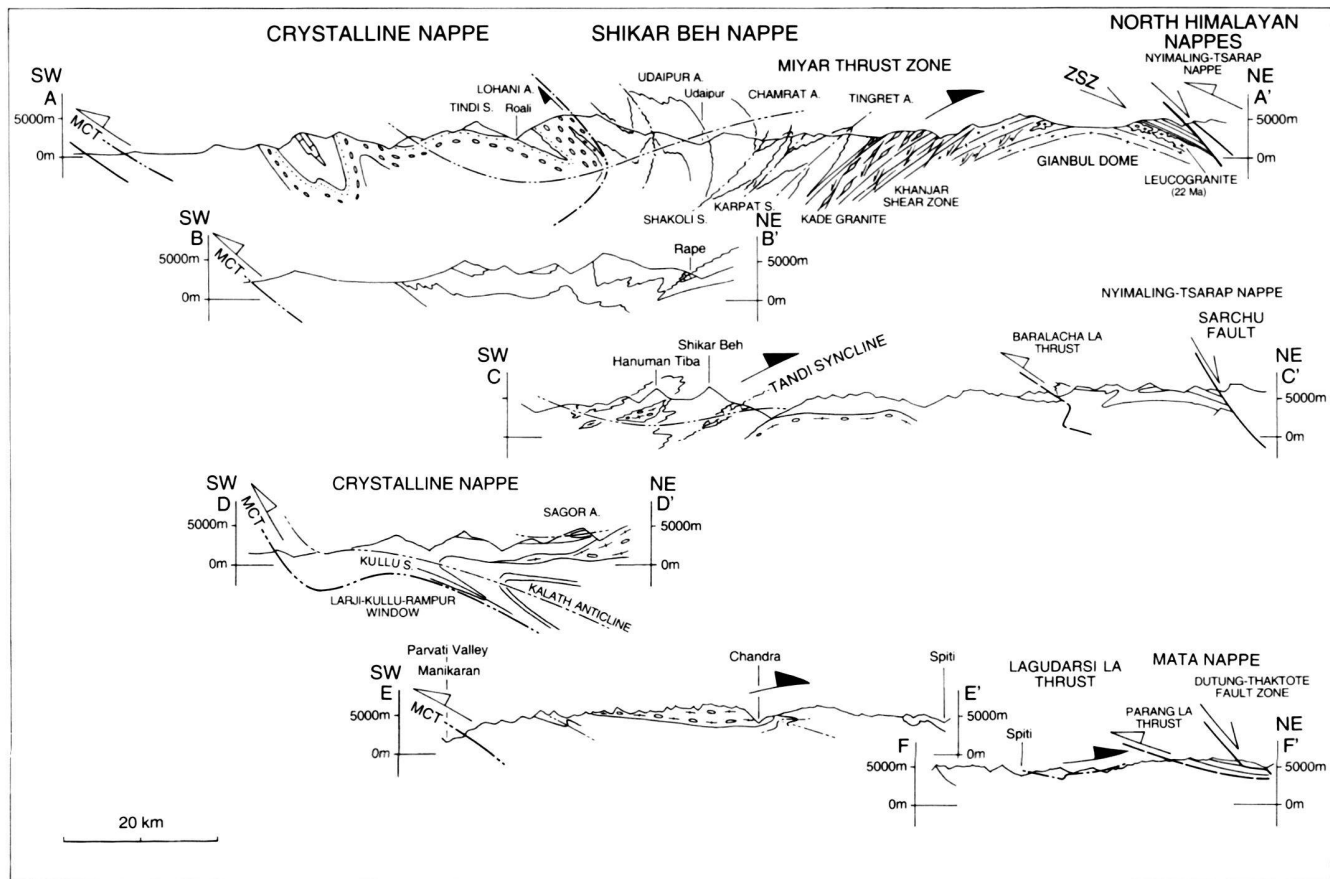 CRYSTALLINE NAPPE
SHIKAR BEH NAPPE
NORTH HIMALAYAN
NAPPES
NYIMALING-TSARAP
NAPPE
SW
A
NE
A'
5000m
0m
MCT
TINDI S.
Roali
LOHANI A.
UDAIPUR A.
Udaipur
MIYAR THRUST ZONE
CHAMRAT A.
TINGRET A.
ZSZ
5000m
0m
SHAKOLI S.
KARPAT S.
KADE GRANITE
KHANJAR
SHEAR ZONE
GIANBUL DOME
LEUCOGRANITE
(22 Ma)
SW
B
NE
B'
5000m
0m
MCT
Rape
5000m
0m
SW
C
NE
C'
5000m
0m
Hanuman Tiba
Shikar Beh
TANDI SYNCLINE
BARALACHA LA
THRUST
NYIMALING-TSARAP NAPPE
SARCHU
FAULT
5000m
0m
CRYSTALLINE NAPPE
SW
D
NE
D'
5000m
0m
MCT
SAGOR A.
KULLU S.
LARJI-KULLU-RAMPUR
WINDOW
KALATH ANTICLINE
5000m
0m
SW
E
E'
5000m
0m
Parvati Valley
Manikaran
MCT
Chandra
Spiti
5000m
0m
LAGUDARSI LA
THRUST
MATA NAPPE
DUTUNG-THAKTOTE
FAULT ZONE
PARANG LA
THRUST
F
NE
F'
5000m
0m
Spiti
5000m
0m
20 km